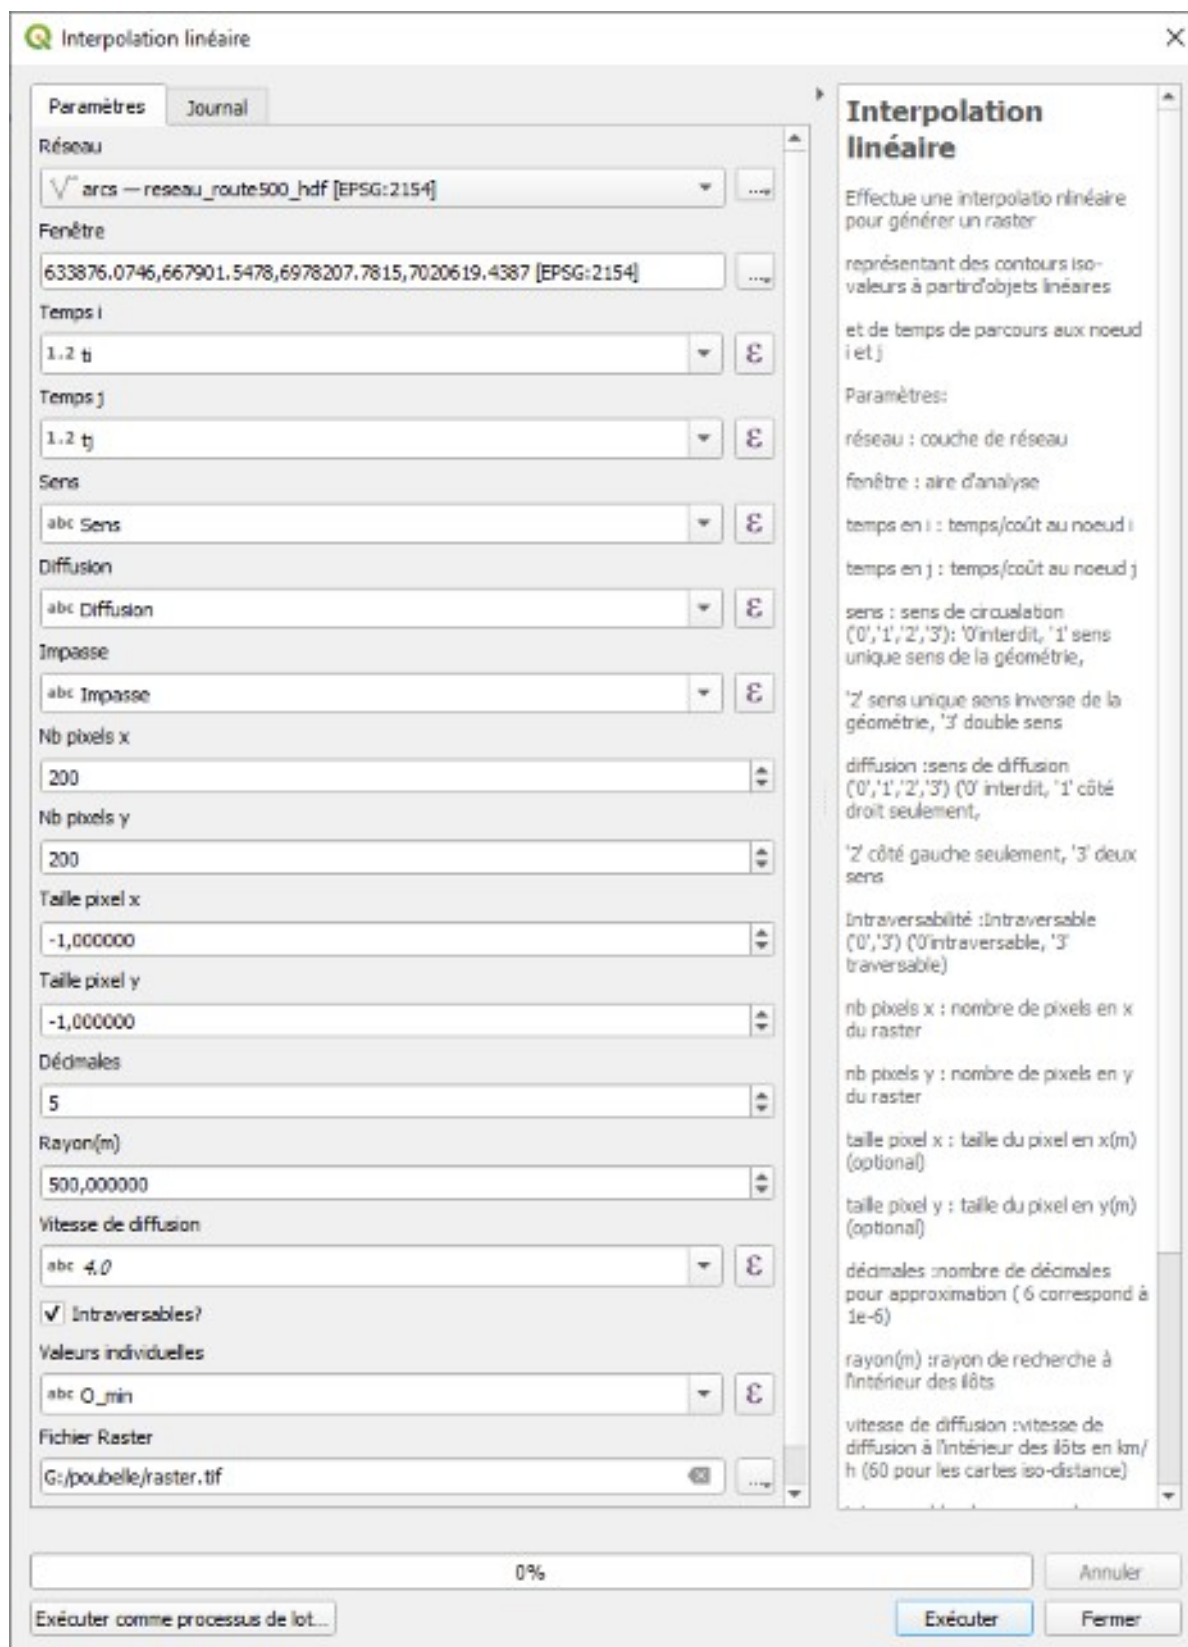 Interpolation linéaire
Paramètres
Journal
Réseau
arcs — reseau_route500_hdf [EPSG:2154]
...
Fenêtre
633876.0746,667901.5478,6978207.7815,7020619.4387 [EPSG:2154]
...
Temps i
1.2 ti
ε
Temps j
1.2 tj
ε
Sens
abc Sens
ε
Diffusion
abc Diffusion
ε
Impasse
abc Impasse
ε
Nb pixels x
200
Nb pixels y
200
Taille pixel x
-1,000000
Taille pixel y
-1,000000
Décimales
5
Rayon(m)
500,000000
Vitesse de diffusion
abc 4.0
ε
Intraversables?
Valeurs individuelles
abc O_min
ε
Fichier Raster
G:/poubelle/raster.tif
...
Interpolation
linéaire
Effectue une interpolatio nlinéaire
pour générer un raster
représentant des contours iso-
valeurs à partird'objets linéaires
et de temps de parcours aux noeud
i et j
Paramètres:
réseau : couche de réseau
fenêtre : aire d'analyse
temps en i : temps/coût au noeud i
temps en j : temps/coût au noeud j
sens : sens de circualation
('0','1','2','3'): '0'interdit, '1' sens
unique sens de la géométrie,
'2' sens unique sens inverse de la
géométrie, '3' double sens
diffusion :sens de diffusion
('0','1','2','3') ('0' interdit, '1' côté
droit seulement,
'2' côté gauche seulement, '3' deux
sens
Intraversabilité :Intraversable
('0','3') ('0'intraversable, '3'
traversable)
nb pixels x : nombre de pixels en x
du raster
nb pixels y : nombre de pixels en y
du raster
taille pixel x : taille du pixel en x(m)
(optional)
taille pixel y : taille du pixel en y(m)
(optional)
décimales :nombre de décimales
pour approximation ( 6 correspond à
1e-6)
rayon(m) :rayon de recherche à
l'intérieur des ilôts
vitesse de diffusion :vitesse de
diffusion à l'intérieur des ilôts en km/
h (60 pour les cartes iso-distance)
0%
Annuler
Exécuter comme processus de lot...
Exécuter
Fermer